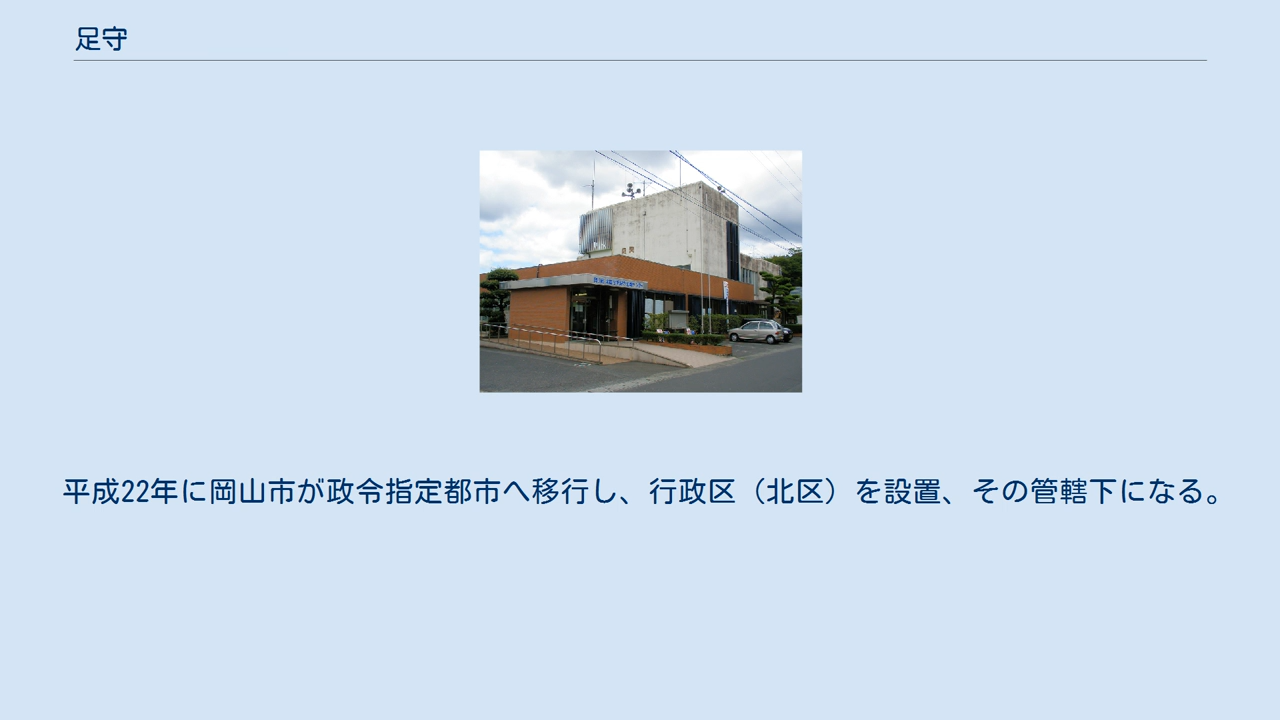 足守
平成22年に岡山市が政令指定都市へ移行し、行政区（北区）を設置、その管轄下になる。